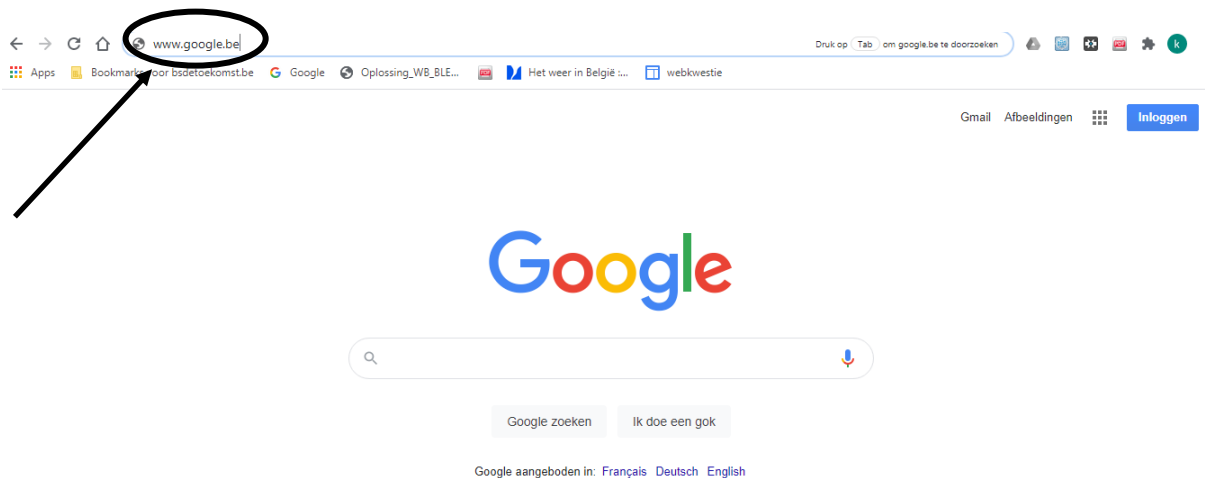 www.google.be Druk op Tab om google.be te doorzoeken k
Apps Bookmarks voor bsdetoekomst.be G Google Oplossing_WB_BLE... PDF Het weer in België :... webkwestie
Gmail Afbeeldingen Inloggen
Google
Google zoeken Ik doe een gok
Google aangeboden in: Français Deutsch English